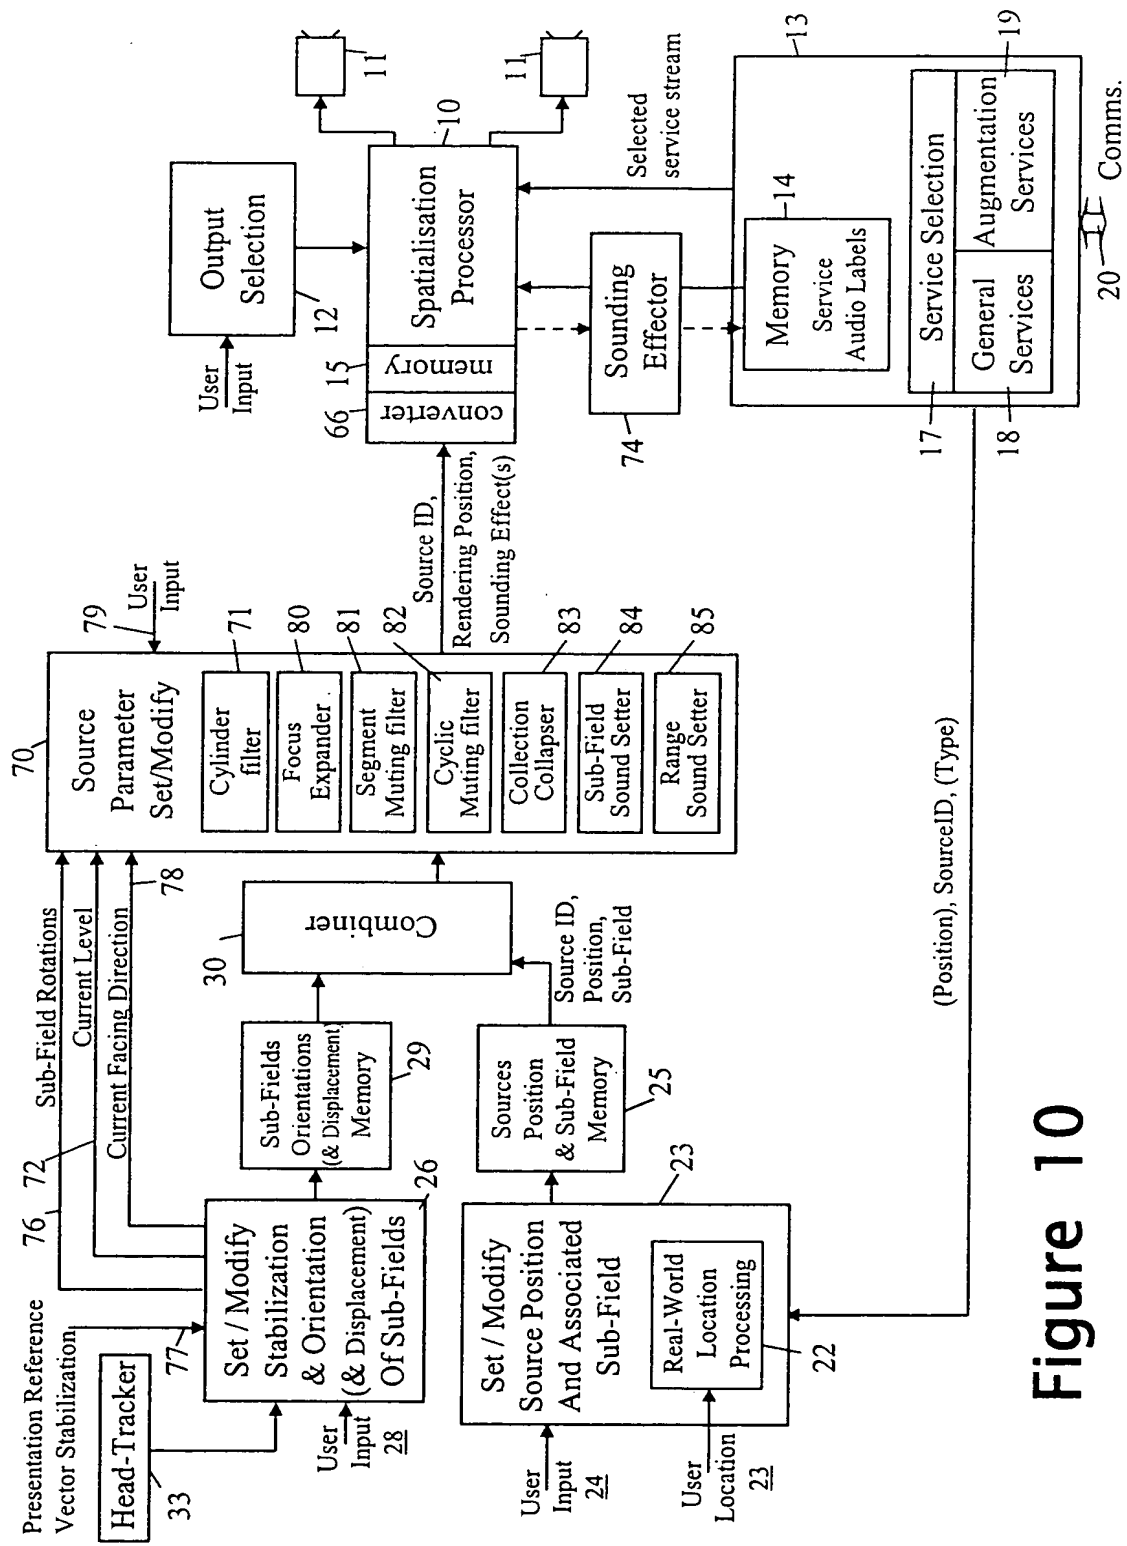 Presentation Reference
Vector Stabilization
77
Head-Tracker
33
76
72
Sub-Field Rotations
Current Level
Current Facing Direction
78
Set / Modify
Stabilization
& Orientation
(& Displacement)
Of Sub-Fields
26
User
Input
28
Sub-Fields
Orientations
(& Displacement)
Memory
29
30
Combiner
Set / Modify
Source Position
And Associated
Sub-Field
23
Real-World
Location
Processing
22
User
Input
24
User
Location
23
Sources
Position
& Sub-Field
Memory
25
Source ID,
Position,
Sub-Field
70
Source
Parameter
Set/Modify
79
User
Input
Cylinder
filter
71
Focus
Expander
80
Segment
Muting filter
81
Cyclic
Muting filter
82
Collection
Collapser
83
Sub-Field
Sound Setter
84
Range
Sound Setter
85
Source ID,
Rendering Position,
Sounding Effect(s)
User
Input
Output
Selection
12
66
converter
15
memory
Spatialisation
Processor
10
11
11
Sounding
Effector
74
Selected
service stream
13
Memory
Service
Audio Labels
14
Service Selection
17
General
Services
18
Augmentation
Services
19
20
Comms.
(Position), SourceID, (Type)
Figure 10